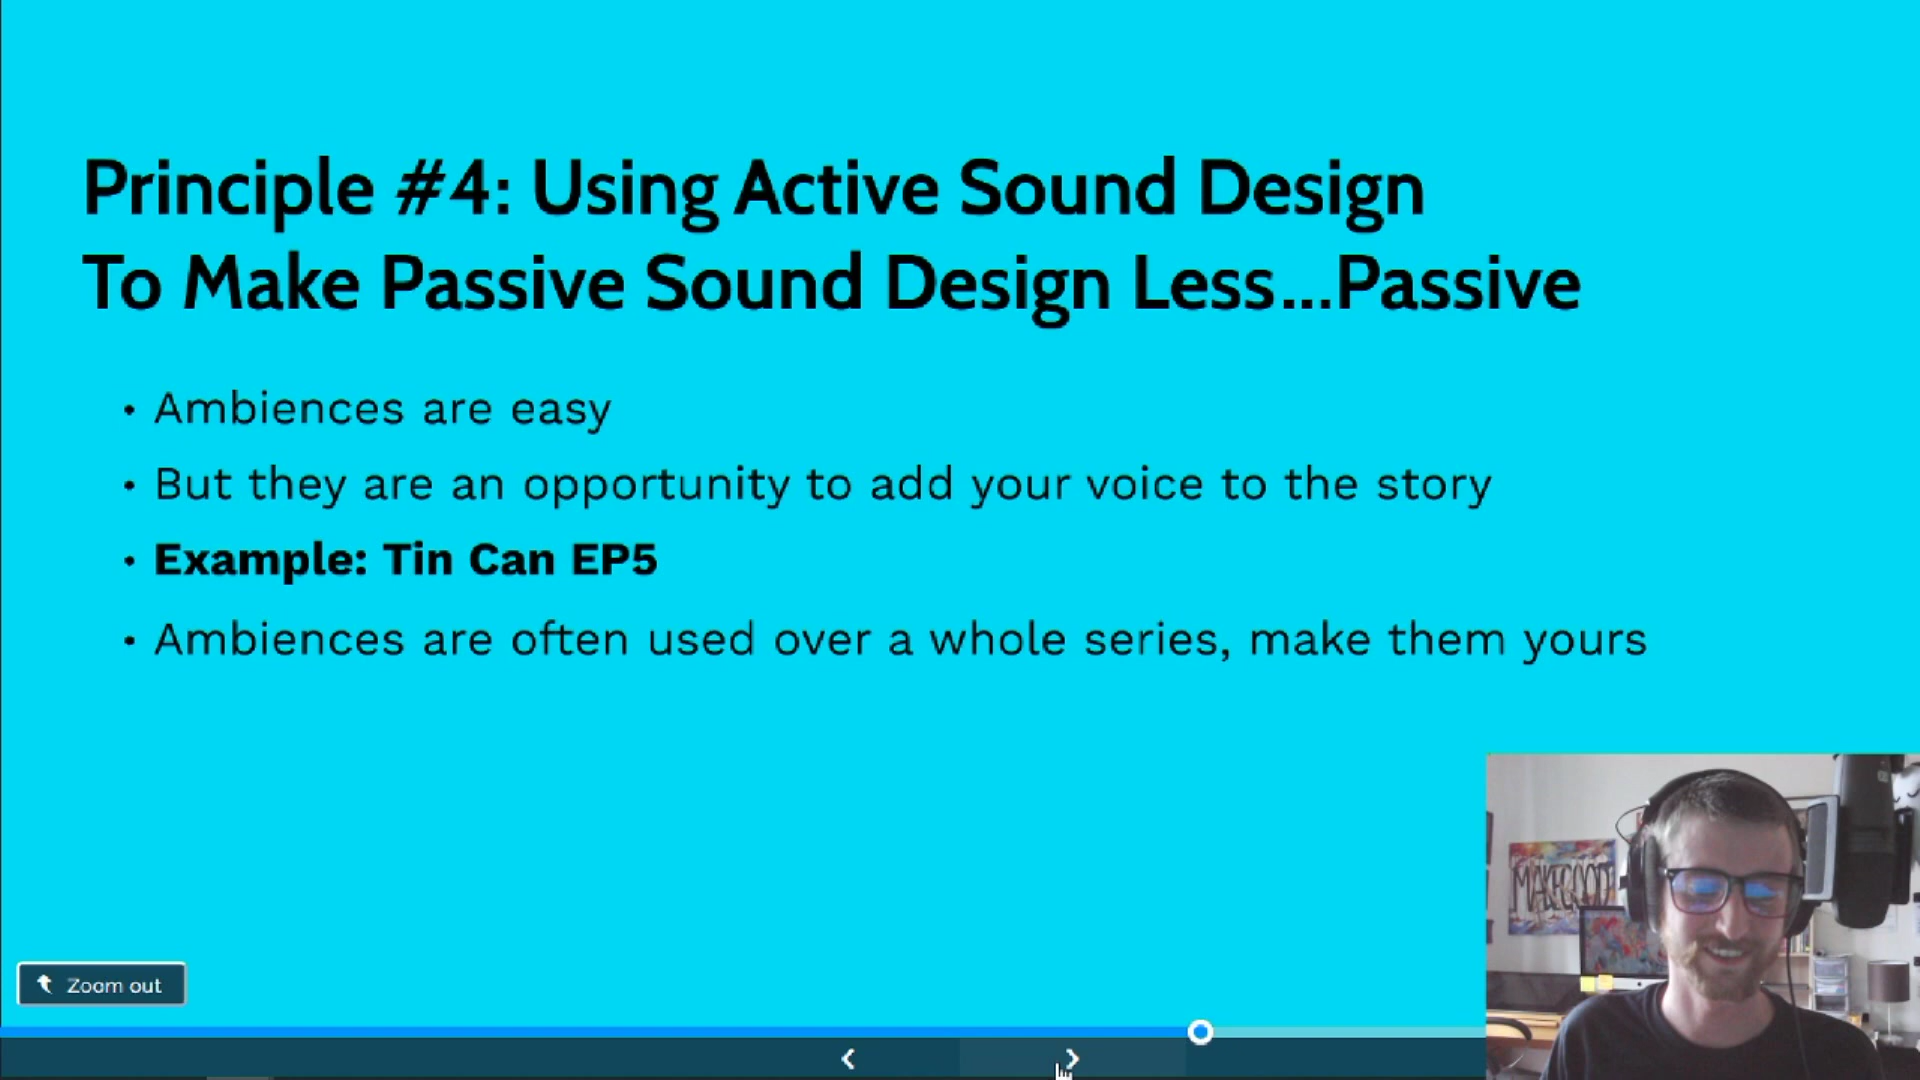 Principle #4: Using Active Sound Design
To Make Passive Sound Design Less...Passive
• Ambiences are easy
• But they are an opportunity to add your voice to the story
• Example: Tin Can EP5
• Ambiences are often used over a whole series, make them yours
MAKE GOOD
Zoom out